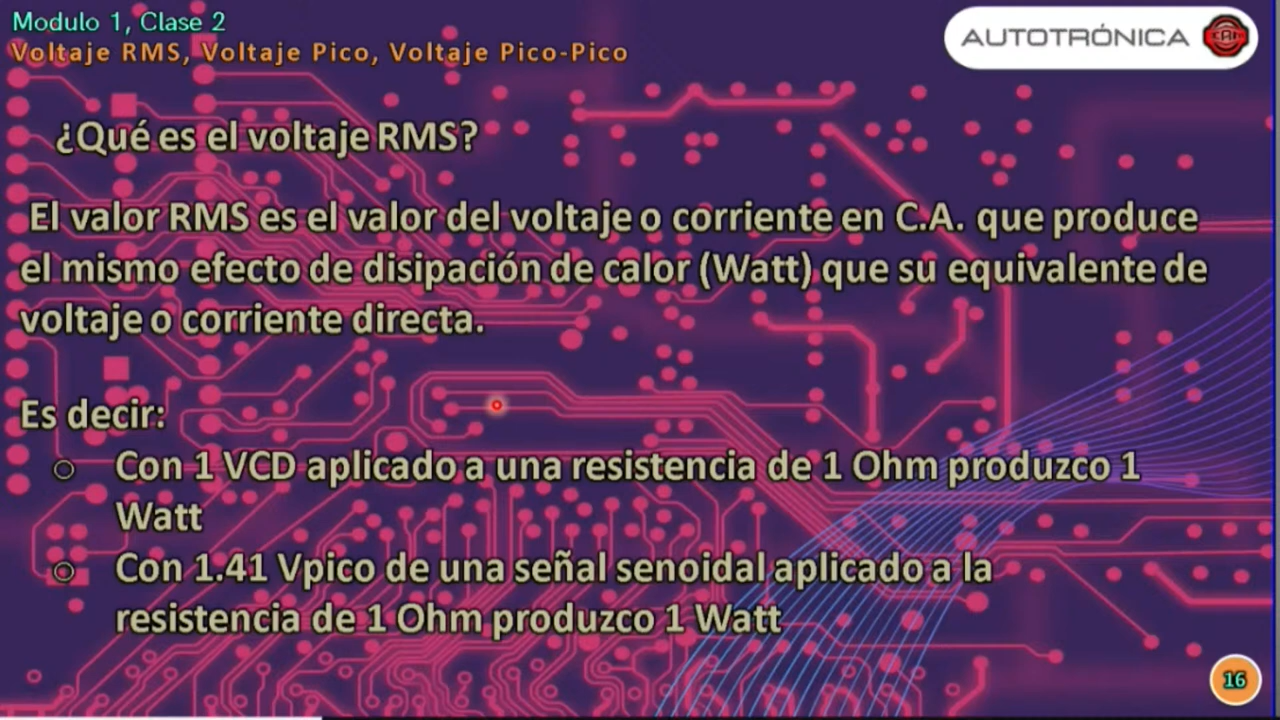 Modulo 1, Clase 2
Voltaje RMS, Voltaje Pico, Voltaje Pico-Pico
AUTOTRÓNICA
¿Qué es el voltaje RMS?
El valor RMS es el valor del voltaje o corriente en C.A. que produce
el mismo efecto de disipación de calor (Watt) que su equivalente de
voltaje o corriente directa.
Es decir:
Con 1 VCD aplicado a una resistencia de 1 Ohm produzco 1
Watt
Con 1.41 Vpico de una señal senoidal aplicado a la
resistencia de 1 Ohm produzco 1 Watt
16